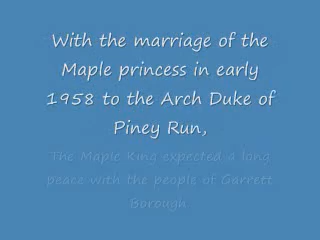 With the marriage of the
Maple princess in early
1958 to the Arch Duke of
Piney Run,
The Maple King expected a long
peace with the people of Garrett
Borough